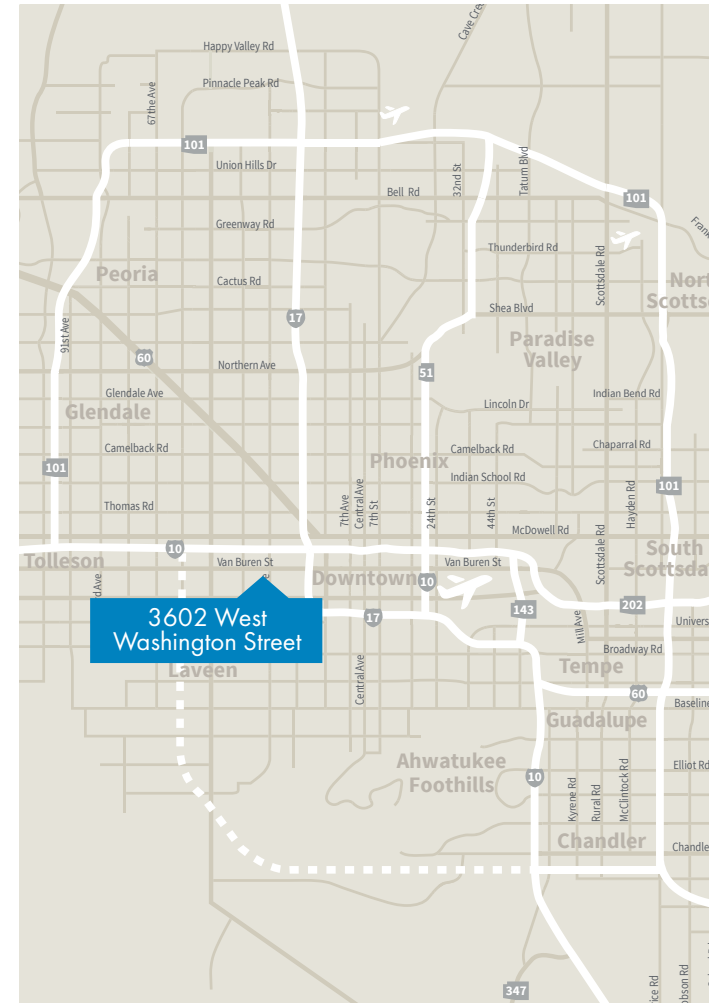 Happy Valley Rd
Pinnacle Peak Rd
67the Ave
101
Union Hills Dr
Bell Rd
32nd St
Tatum Blvd
101
Greenway Rd
Thunderbird Rd
Scottsdale Rd
Peoria
Cactus Rd
17
Shea Blvd
91st Ave
60
Paradise
Valley
Northern Ave
51
Glendale Ave
Glendale
Lincoln Dr
Indian Bend Rd
Camelback Rd
Phoenix
Camelback Rd
Chaparral Rd
101
Indian School Rd
101
Thomas Rd
7th Ave
Central Ave
7th St
24th St
44th St
Hayden Rd
McDowell Rd
10
Tolleson
Van Buren St
Downtown
10
Van Buren St
Scottsdale Rd
South
3602 West
Washington Street
17
143
202
Mill Ave
Broadway Rd
Laveen
Central Ave
Tempe
60
Guadalupe
Ahwatukee
Foothills
10
Kyrene Rd
Rural Rd
McClintock Rd
Elliot Rd
Chandler
347